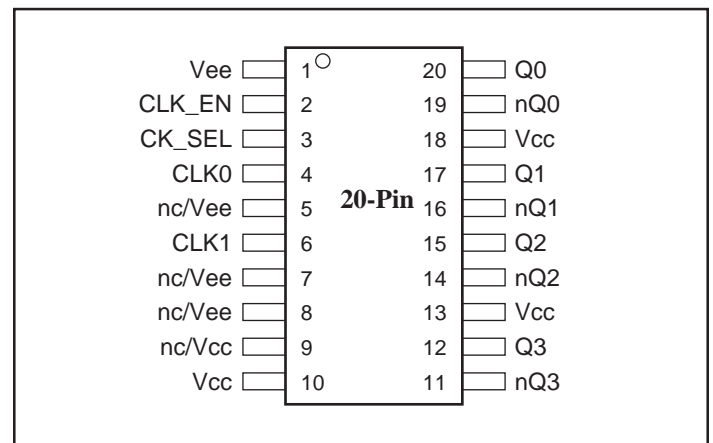 Vee 1 20 Q0
CLK_EN 2 19 nQ0
CK_SEL 3 18 Vcc
CLK0 4 17 Q1
nc/Vee 5 20-Pin 16 nQ1
CLK1 6 15 Q2
nc/Vee 7 14 nQ2
nc/Vee 8 13 Vcc
nc/Vcc 9 12 Q3
Vcc 10 11 nQ3